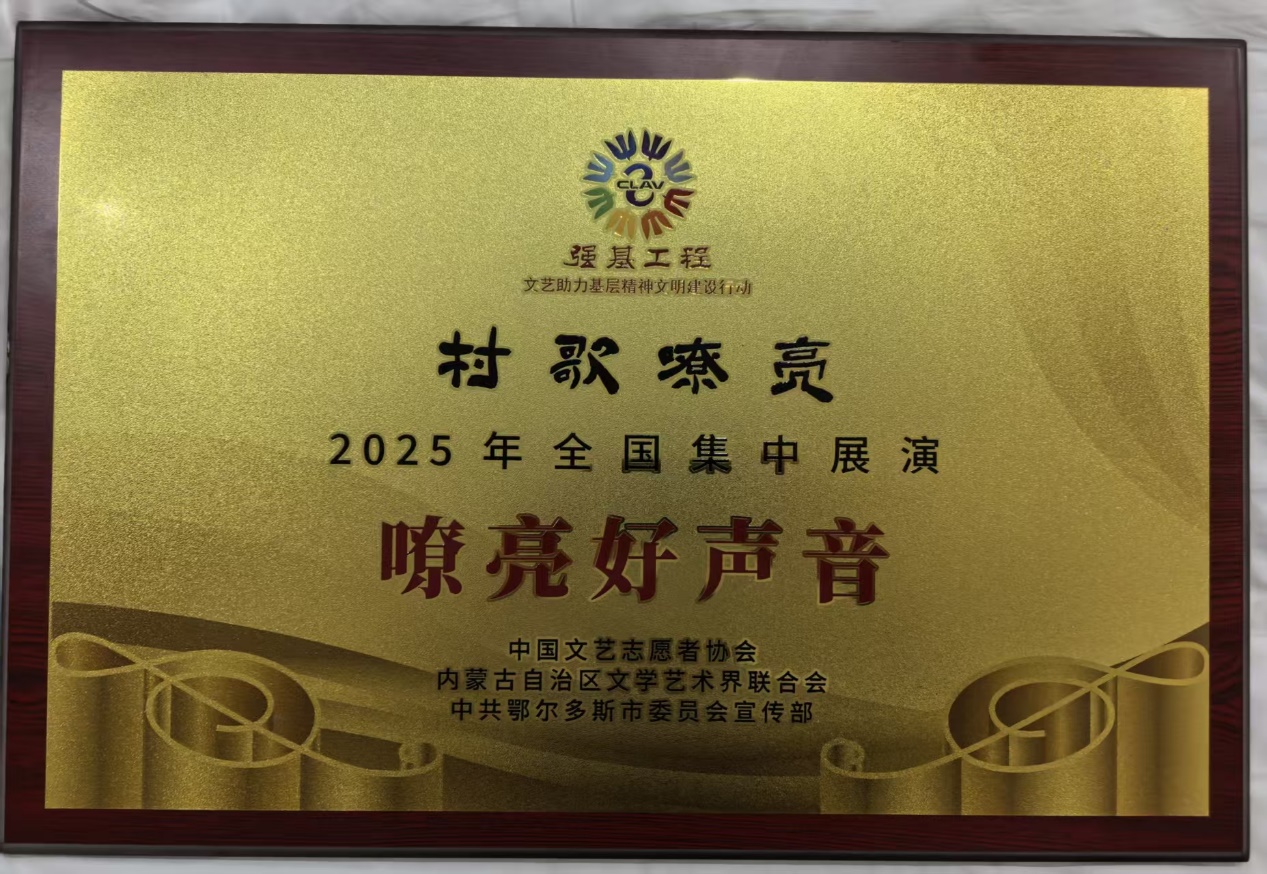 CLAV
强基工程
文艺助力基层精神文明建设行动
村歌嘹亮
2025年全国集中展演
嘹亮好声音
中国文艺志愿者协会
内蒙古自治区文学艺术界联合会
中共鄂尔多斯市委员会宣传部